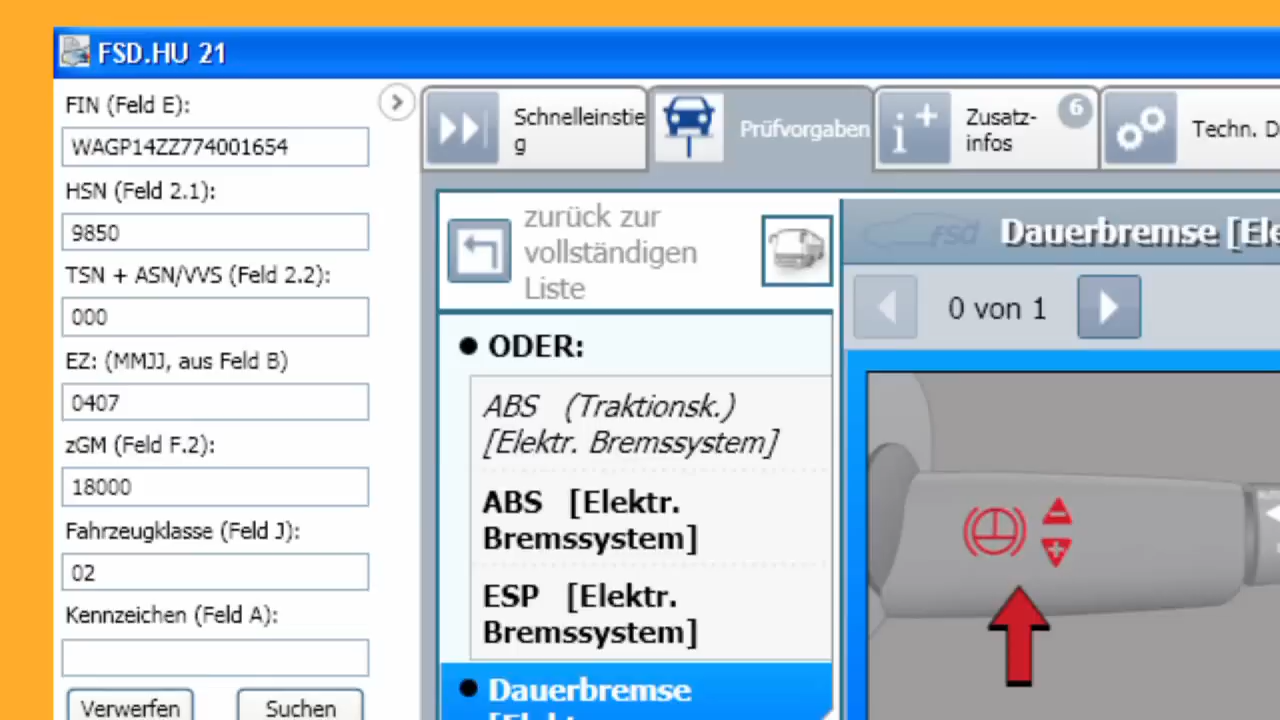 FSD.HU 21
FIN (Feld E):
WAGP14ZZ774001654
HSN (Feld 2.1):
9850
TSN + ASN/VVS (Feld 2.2):
000
EZ: (MMJJ, aus Feld B)
0407
zGM (Feld F.2):
18000
Fahrzeugklasse (Feld J):
02
Kennzeichen (Feld A):
Verwerfen
Suchen
Schnelleinstie
g
Prüfvorgaben
Zusatz-
infos
6
Techn. D
zurück zur
vollständigen
Liste
ODER:
ABS (Traktionsk.)
[Elektr. Bremssystem]
ABS [Elektr.
Bremssystem]
ESP [Elektr.
Bremssystem]
Dauerbremse
FSD
Dauerbremse [Ele
0 von 1